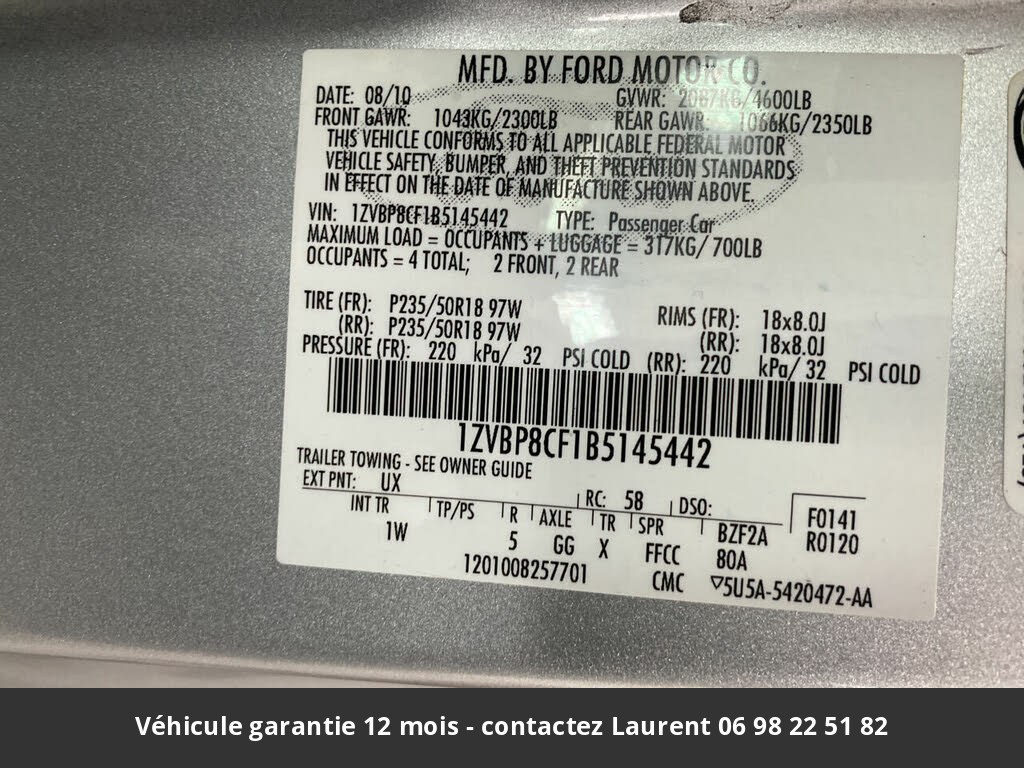 MFD. BY FORD MOTOR CO.
DATE: 08/10 GVWR: 2087KG/4600LB
FRONT GAWR: 1043KG/2300LB REAR GAWR: 1066KG/2350LB
THIS VEHICLE CONFORMS TO ALL APPLICABLE FEDERAL MOTOR
VEHICLE SAFETY, BUMPER, AND THEFT PREVENTION STANDARDS
IN EFFECT ON THE DATE OF MANUFACTURE SHOWN ABOVE.
VIN: 1ZVBP8CF1B5145442 TYPE: Passenger Car
MAXIMUM LOAD = OCCUPANTS + LUGGAGE = 317KG/ 700LB
OCCUPANTS = 4 TOTAL; 2 FRONT, 2 REAR
TIRE (FR): P235/50R18 97W RIMS (FR): 18x8.0J
(RR): P235/50R18 97W (RR): 18x8.0J
PRESSURE (FR): 220 kPa/ 32 PSI COLD (RR): 220 kPa/ 32 PSI COLD
1ZVBP8CF1B5145442
TRAILER TOWING - SEE OWNER GUIDE
EXT PNT: UX RC: 58 DSO:
INT TR TP/PS R AXLE TR SPR BZF2A F0141
1W 5 GG X FFCC 80A R0120
1201008257701 CMC ▽5U5A-5420472-AA
Véhicule garantie 12 mois - contactez Laurent 06 98 22 51 82